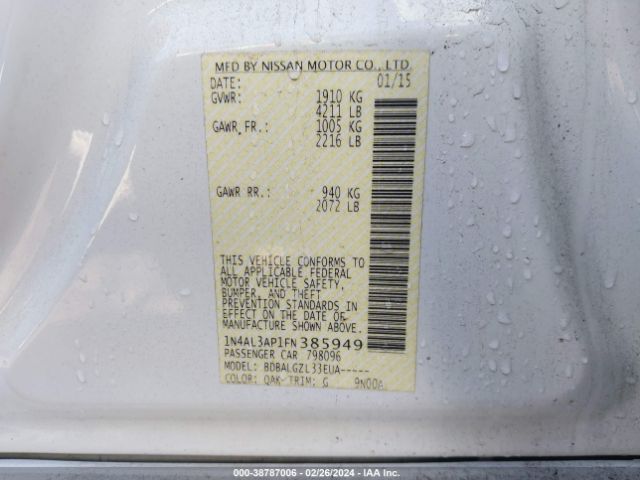 MFD BY NISSAN MOTOR CO., LTD.
DATE: 01/15
GVWR: 1910 KG
4211 LB
GAWR FR.: 1005 KG
2216 LB
GAWR RR.: 940 KG
2072 LB
THIS VEHICLE CONFORMS TO
ALL APPLICABLE FEDERAL
MOTOR VEHICLE SAFETY,
BUMPER, AND THEFT
PREVENTION STANDARDS IN
EFFECT ON THE DATE OF
MANUFACTURE SHOWN ABOVE.
1N4AL3AP1FN385949
PASSENGER CAR 798096
MODEL: BDBALGZL33EUA-----
COLOR: QAK TRIM: G 9N00A
000-38787006 - 02/26/2024 - IAA Inc.